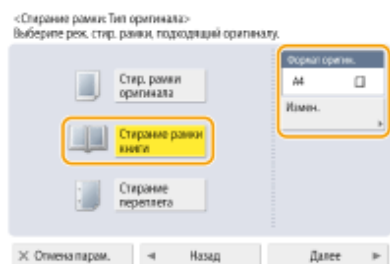 <Стирание рамки: Тип оригинала>
Выберите реж. стир. рамки, подходящий оригиналу.
Формат оригин.
A4
Измен.
Стир. рамки
оригинала
Стирание рамки
книги
Стирание
переплета
Отмена парам.
Назад
Далее